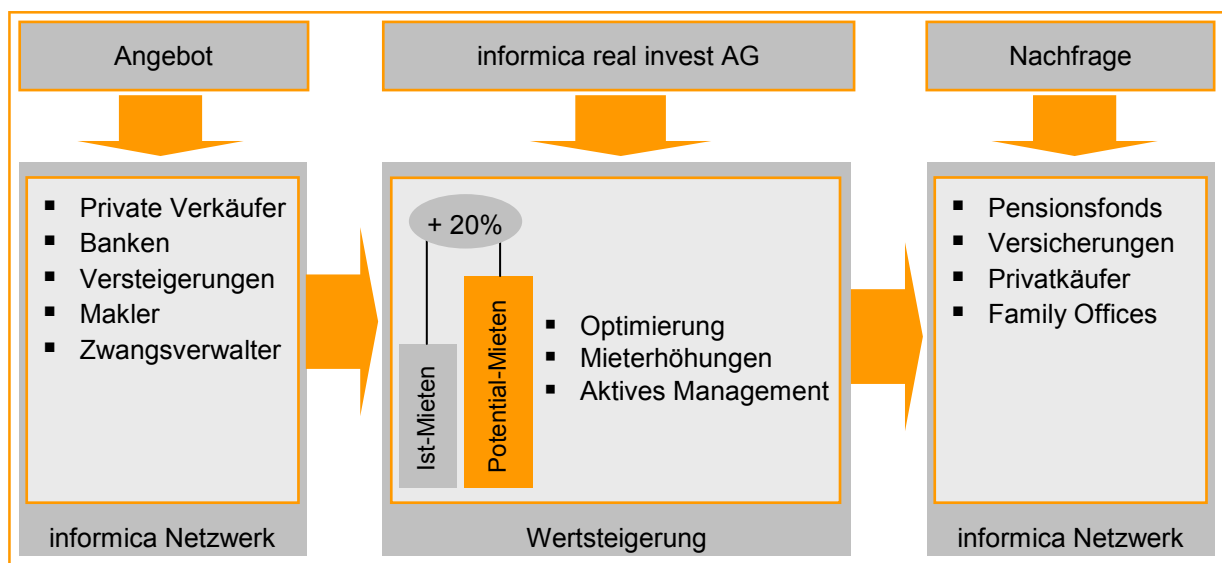 Angebot
informica real invest AG
Nachfrage
▪ Private Verkäufer
▪ Banken
▪ Versteigerungen
▪ Makler
▪ Zwangsverwalter
informica Netzwerk
+ 20%
Ist-Mieten
Potential-Mieten
▪ Optimierung
▪ Mieterhöhungen
▪ Aktives Management
Wertsteigerung
▪ Pensionsfonds
▪ Versicherungen
▪ Privatkäufer
▪ Family Offices
informica Netzwerk